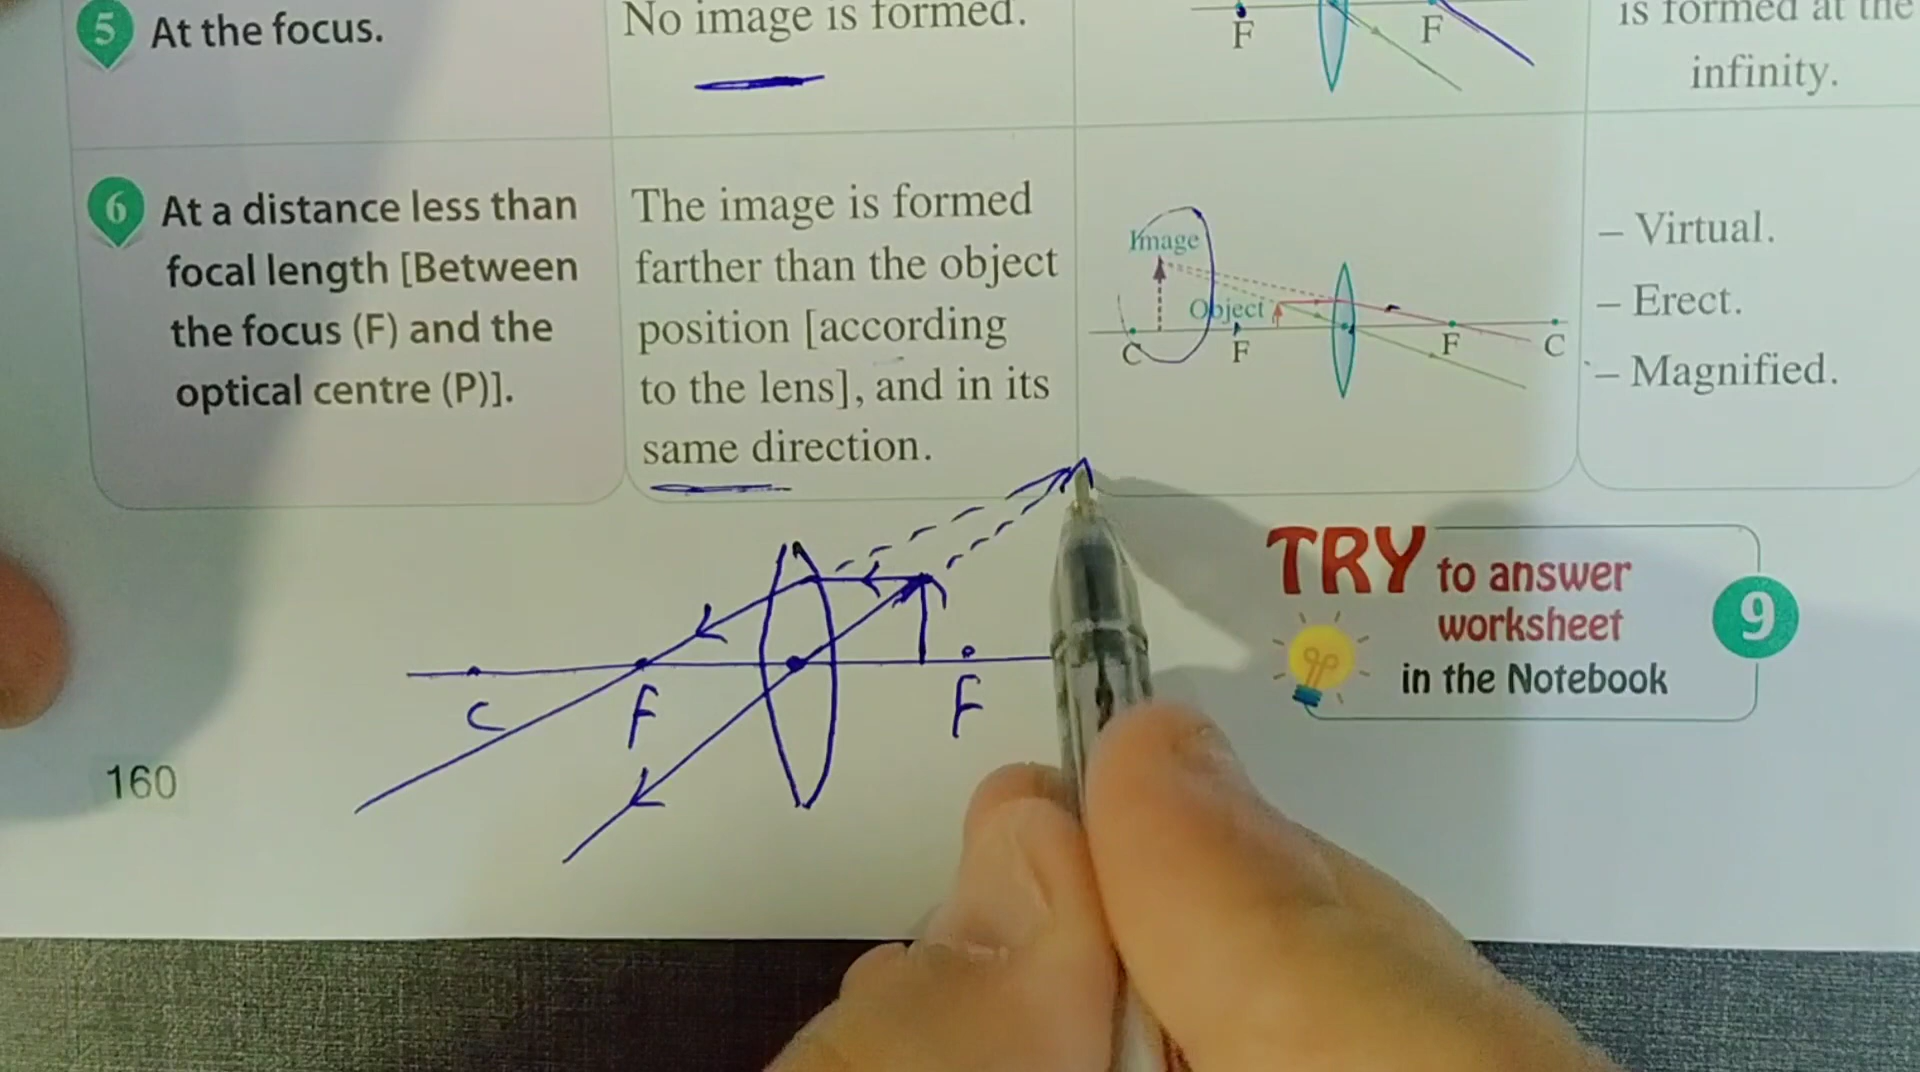 5 At the focus.
No image is formed.
F
F
is formed at the
infinity.
6 At a distance less than
focal length [Between
the focus (F) and the
optical centre (P)].
The image is formed
farther than the object
position [according
to the lens], and in its
same direction.
Image
Object
C
F
F
C
– Virtual.
– Erect.
– Magnified.
C
F
F
TRY to answer
worksheet
in the Notebook
9
160